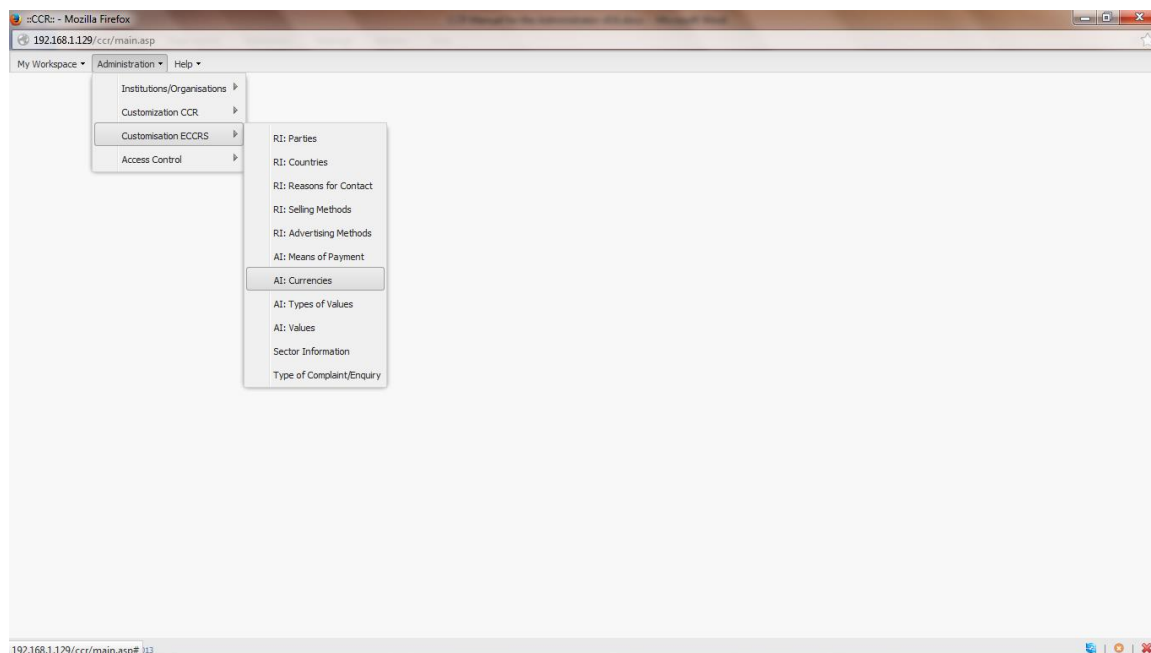 ::CCR:: - Mozilla Firefox
192.168.1.129/ccr/main.asp
My Workspace Administration Help
Institutions/Organisations
Customization CCR
Customisation ECCRS
Access Control
RI: Parties
RI: Countries
RI: Reasons for Contact
RI: Selling Methods
RI: Advertising Methods
AI: Means of Payment
AI: Currencies
AI: Types of Values
AI: Values
Sector Information
Type of Complaint/Enquiry
192.168.1.129/ccr/main.asp# 013